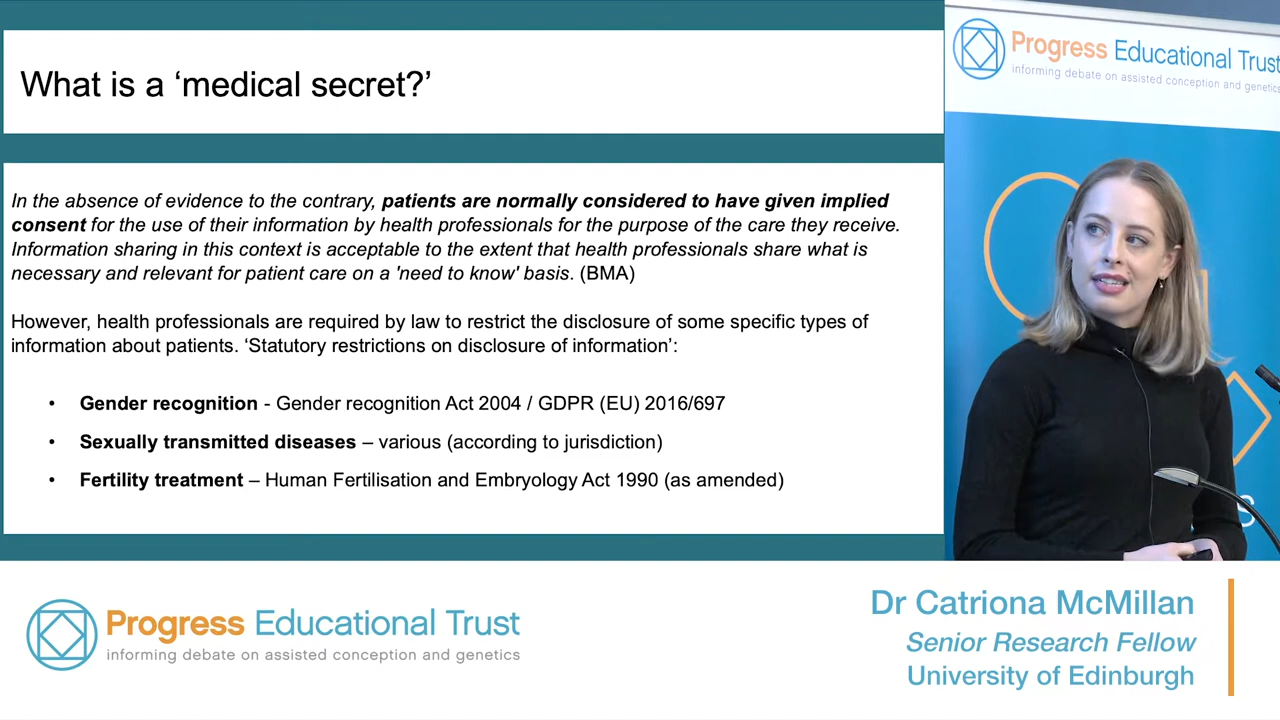 What is a ‘medical secret?’
In the absence of evidence to the contrary, patients are normally considered to have given implied
consent for the use of their information by health professionals for the purpose of the care they receive.
Information sharing in this context is acceptable to the extent that health professionals share what is
necessary and relevant for patient care on a 'need to know' basis. (BMA)
However, health professionals are required by law to restrict the disclosure of some specific types of
information about patients. ‘Statutory restrictions on disclosure of information’:
• Gender recognition - Gender recognition Act 2004 / GDPR (EU) 2016/697
• Sexually transmitted diseases – various (according to jurisdiction)
• Fertility treatment – Human Fertilisation and Embryology Act 1990 (as amended)
Progress Educational Trust
informing debate on assisted conception and genetics
S
Progress Educational Trust
informing debate on assisted conception and genetics
Dr Catriona McMillan
Senior Research Fellow
University of Edinburgh